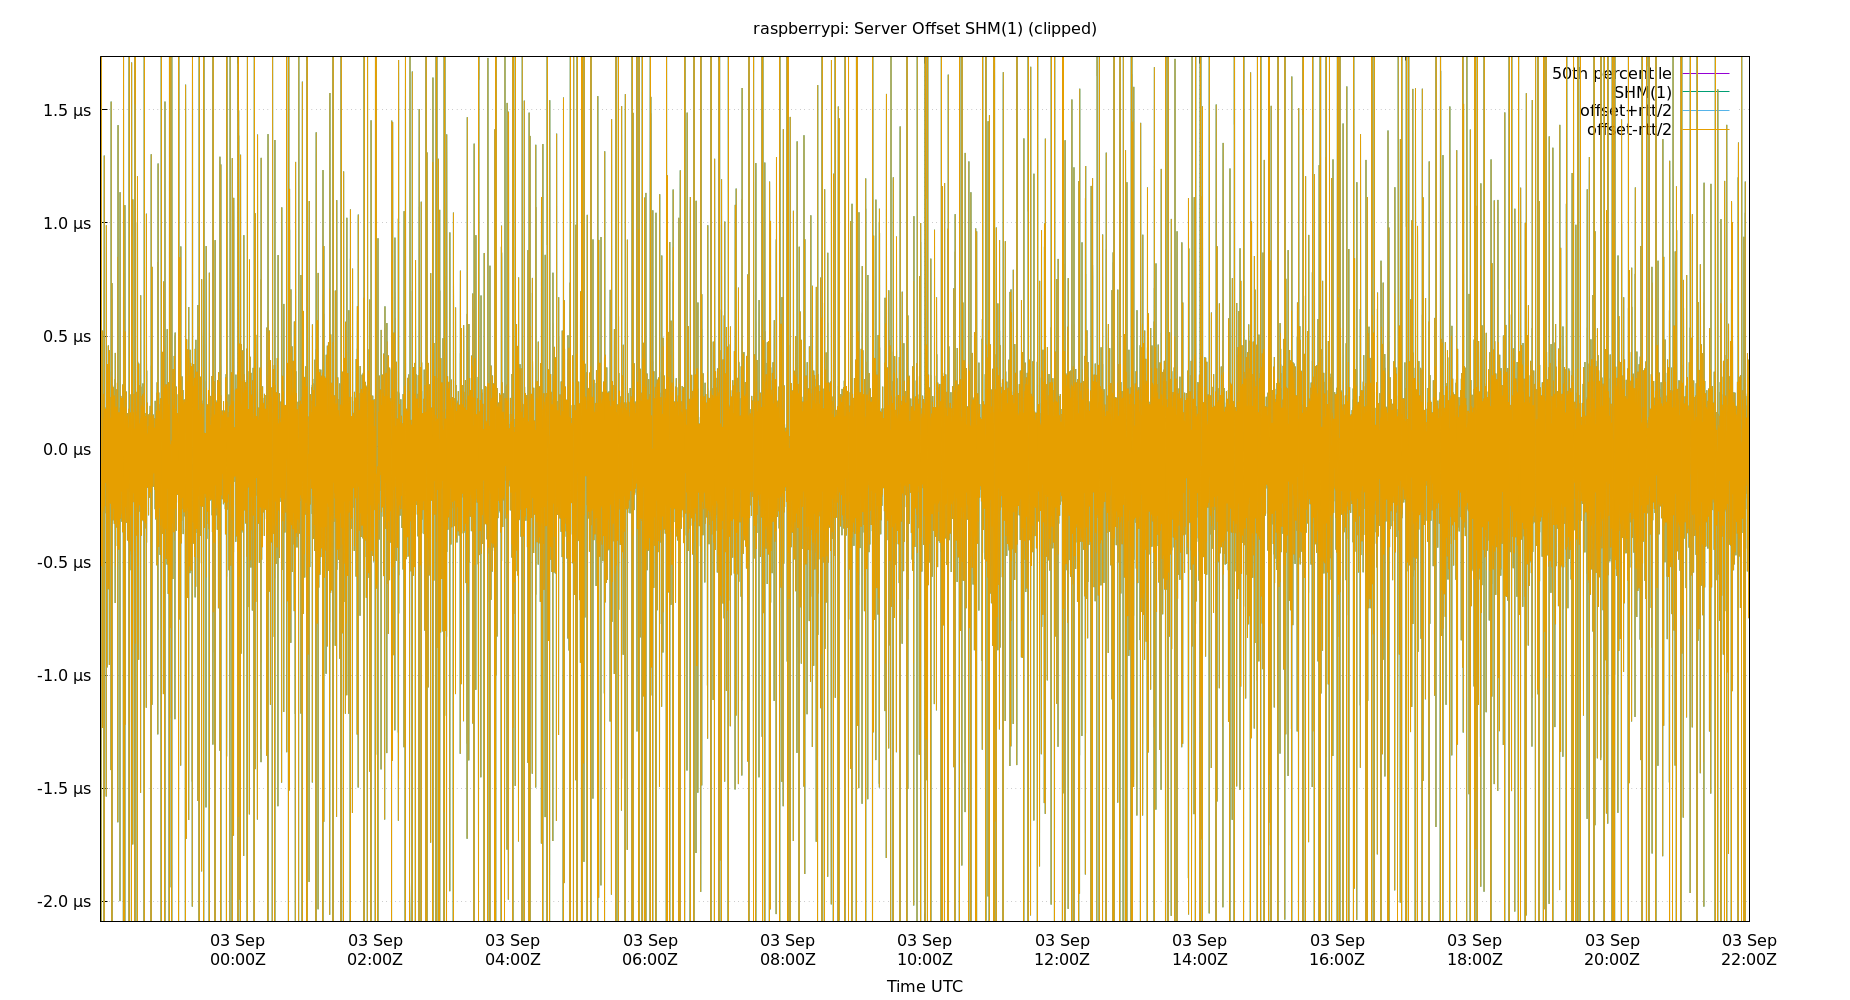 raspberrypi: Server Offset SHM(1) (clipped)
50th percentile
SHM(1)
offset+rtt/2
offset-rtt/2
1.5 µs
1.0 µs
0.5 µs
0.0 µs
-0.5 µs
-1.0 µs
-1.5 µs
-2.0 µs
03 Sep 03 Sep 03 Sep 03 Sep 03 Sep 03 Sep 03 Sep 03 Sep 03 Sep 03 Sep 03 Sep 03 Sep
00:00Z 02:00Z 04:00Z 06:00Z 08:00Z 10:00Z 12:00Z 14:00Z 16:00Z 18:00Z 20:00Z 22:00Z
Time UTC